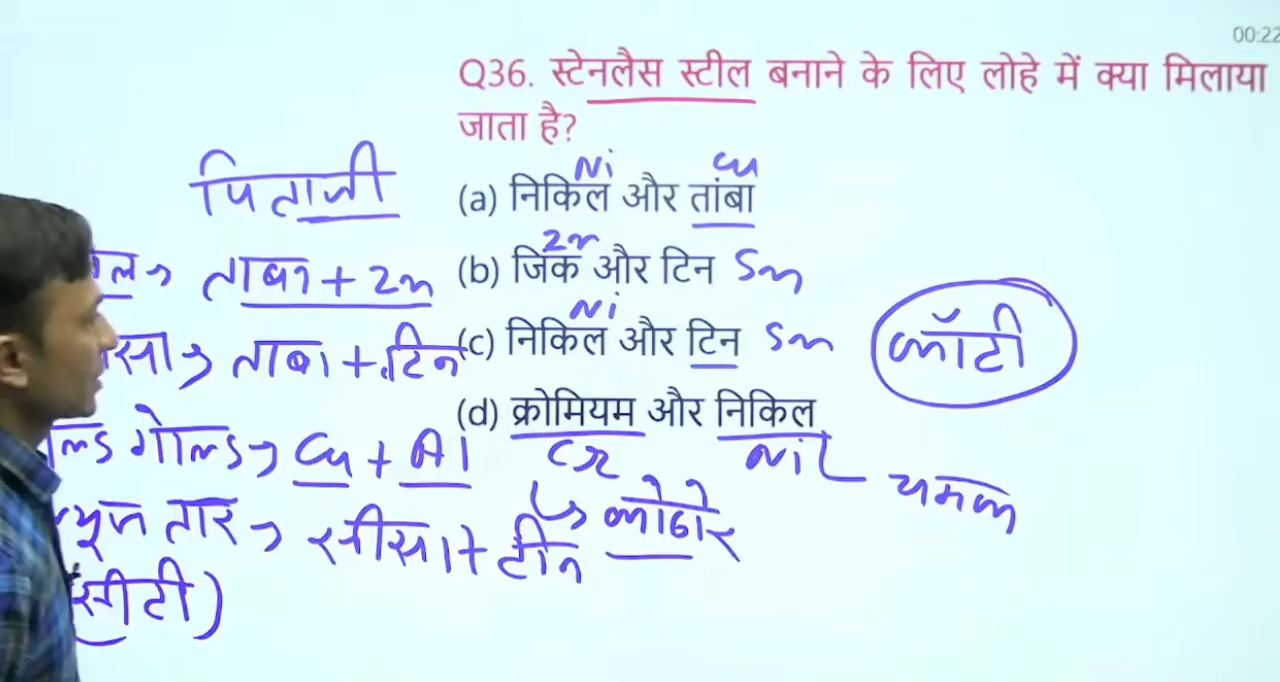 00:22
Q36. स्टेनलैस स्टील बनाने के लिए लोहे में क्या मिलाया
जाता है?
पिताजी
Ni Cu
(a) निकिल और तांबा
Zn
ताबा + Zn
(b) जिंक और टिन Sn
Ni
ताबा + टिन
(c) निकिल और टिन Sn
कॉटी
(d) क्रोमियम और निकिल
गोल्ड → Cu + Al
Cr Ni
चमक
तार → सीसा + टीन
कठोर
सीटी)